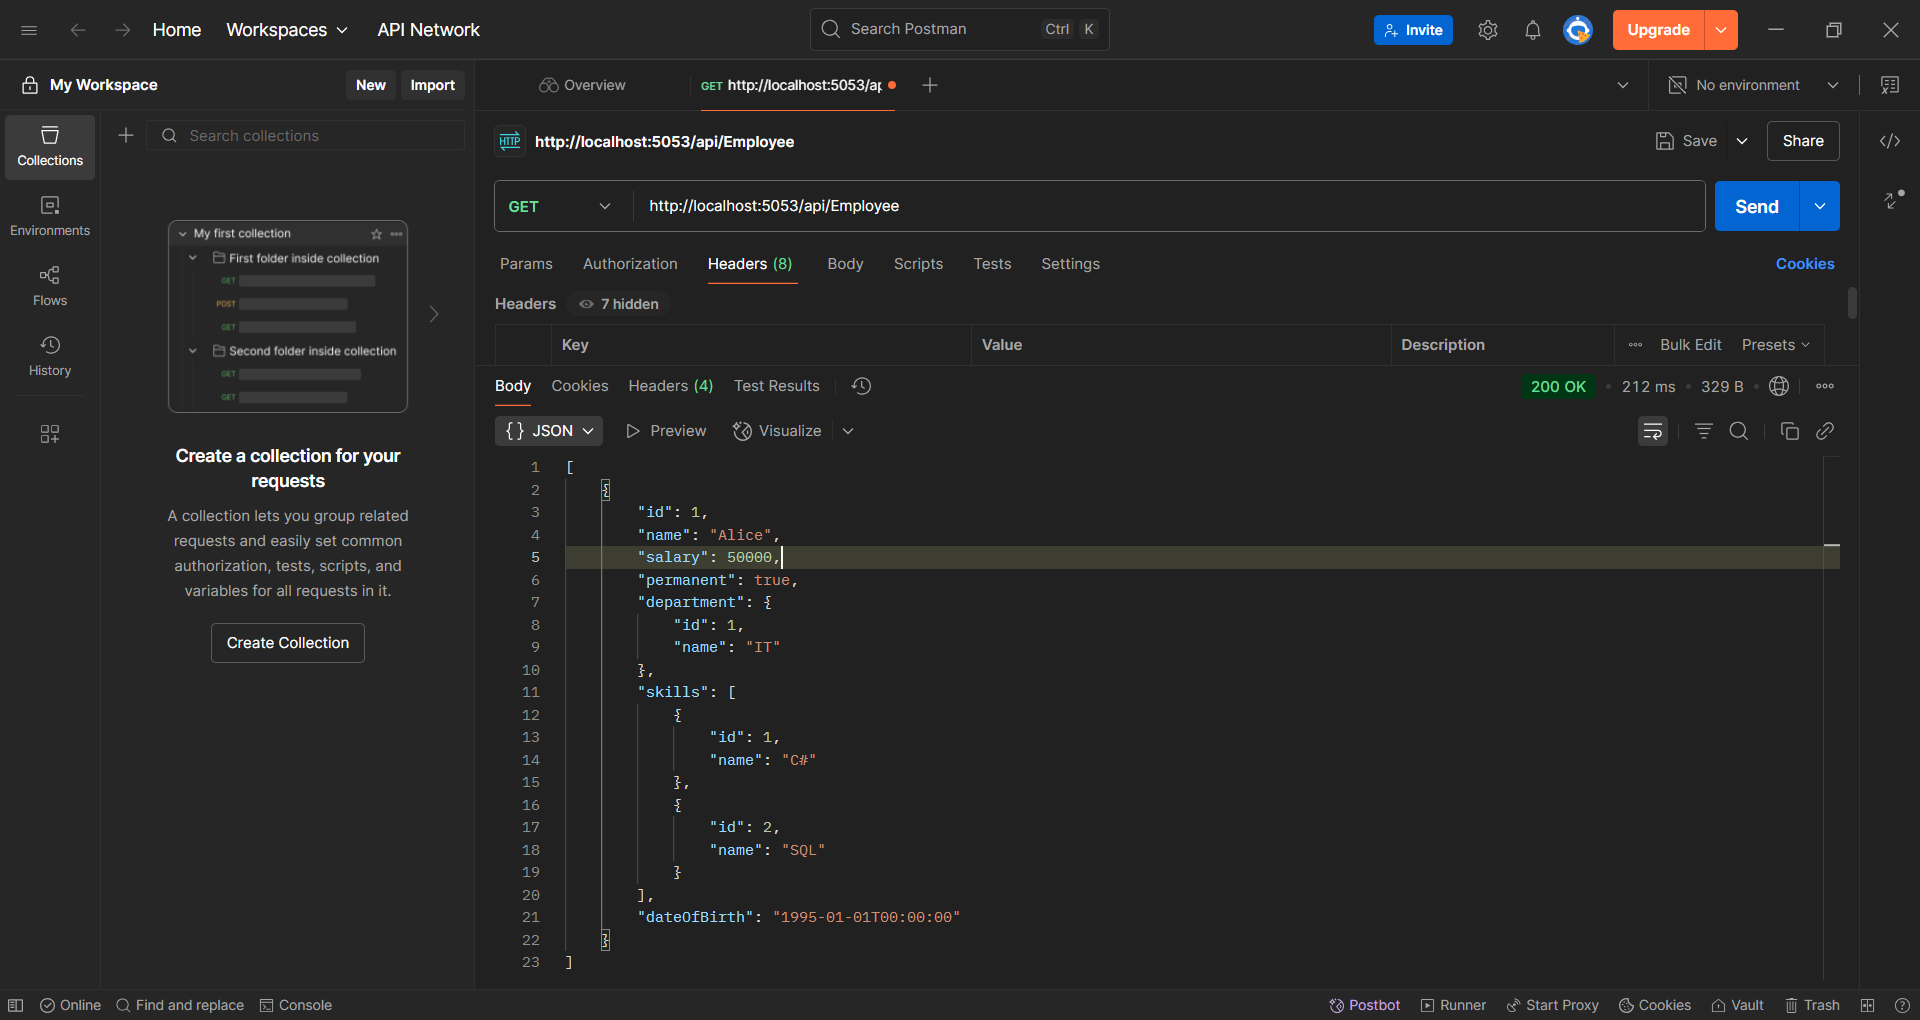 Home Workspaces API Network Search Postman Ctrl K Invite Upgrade
My Workspace New Import Overview GET http://localhost:5053/ap No environment
Search collections
Collections
Environments
Flows
History
My first collection
First folder inside collection
GET
POST
GET
Second folder inside collection
GET
GET
Create a collection for your
requests
A collection lets you group related
requests and easily set common
authorization, tests, scripts, and
variables for all requests in it.
Create Collection
HTTP http://localhost:5053/api/Employee Save Share
GET http://localhost:5053/api/Employee Send
Params Authorization Headers (8) Body Scripts Tests Settings Cookies
Headers 7 hidden
Key Value Description Bulk Edit Presets
Body Cookies Headers (4) Test Results 200 OK 212 ms 329 B
{} JSON Preview Visualize
1 [
2 {
3 "id": 1,
4 "name": "Alice",
5 "salary": 50000,
6 "permanent": true,
7 "department": {
8 "id": 1,
9 "name": "IT"
10 },
11 "skills": [
12 {
13 "id": 1,
14 "name": "C#"
15 },
16 {
17 "id": 2,
18 "name": "SQL"
19 }
20 ],
21 "dateOfBirth": "1995-01-01T00:00:00"
22 }
23 ]
Online Find and replace Console Postbot Runner Start Proxy Cookies Vault Trash